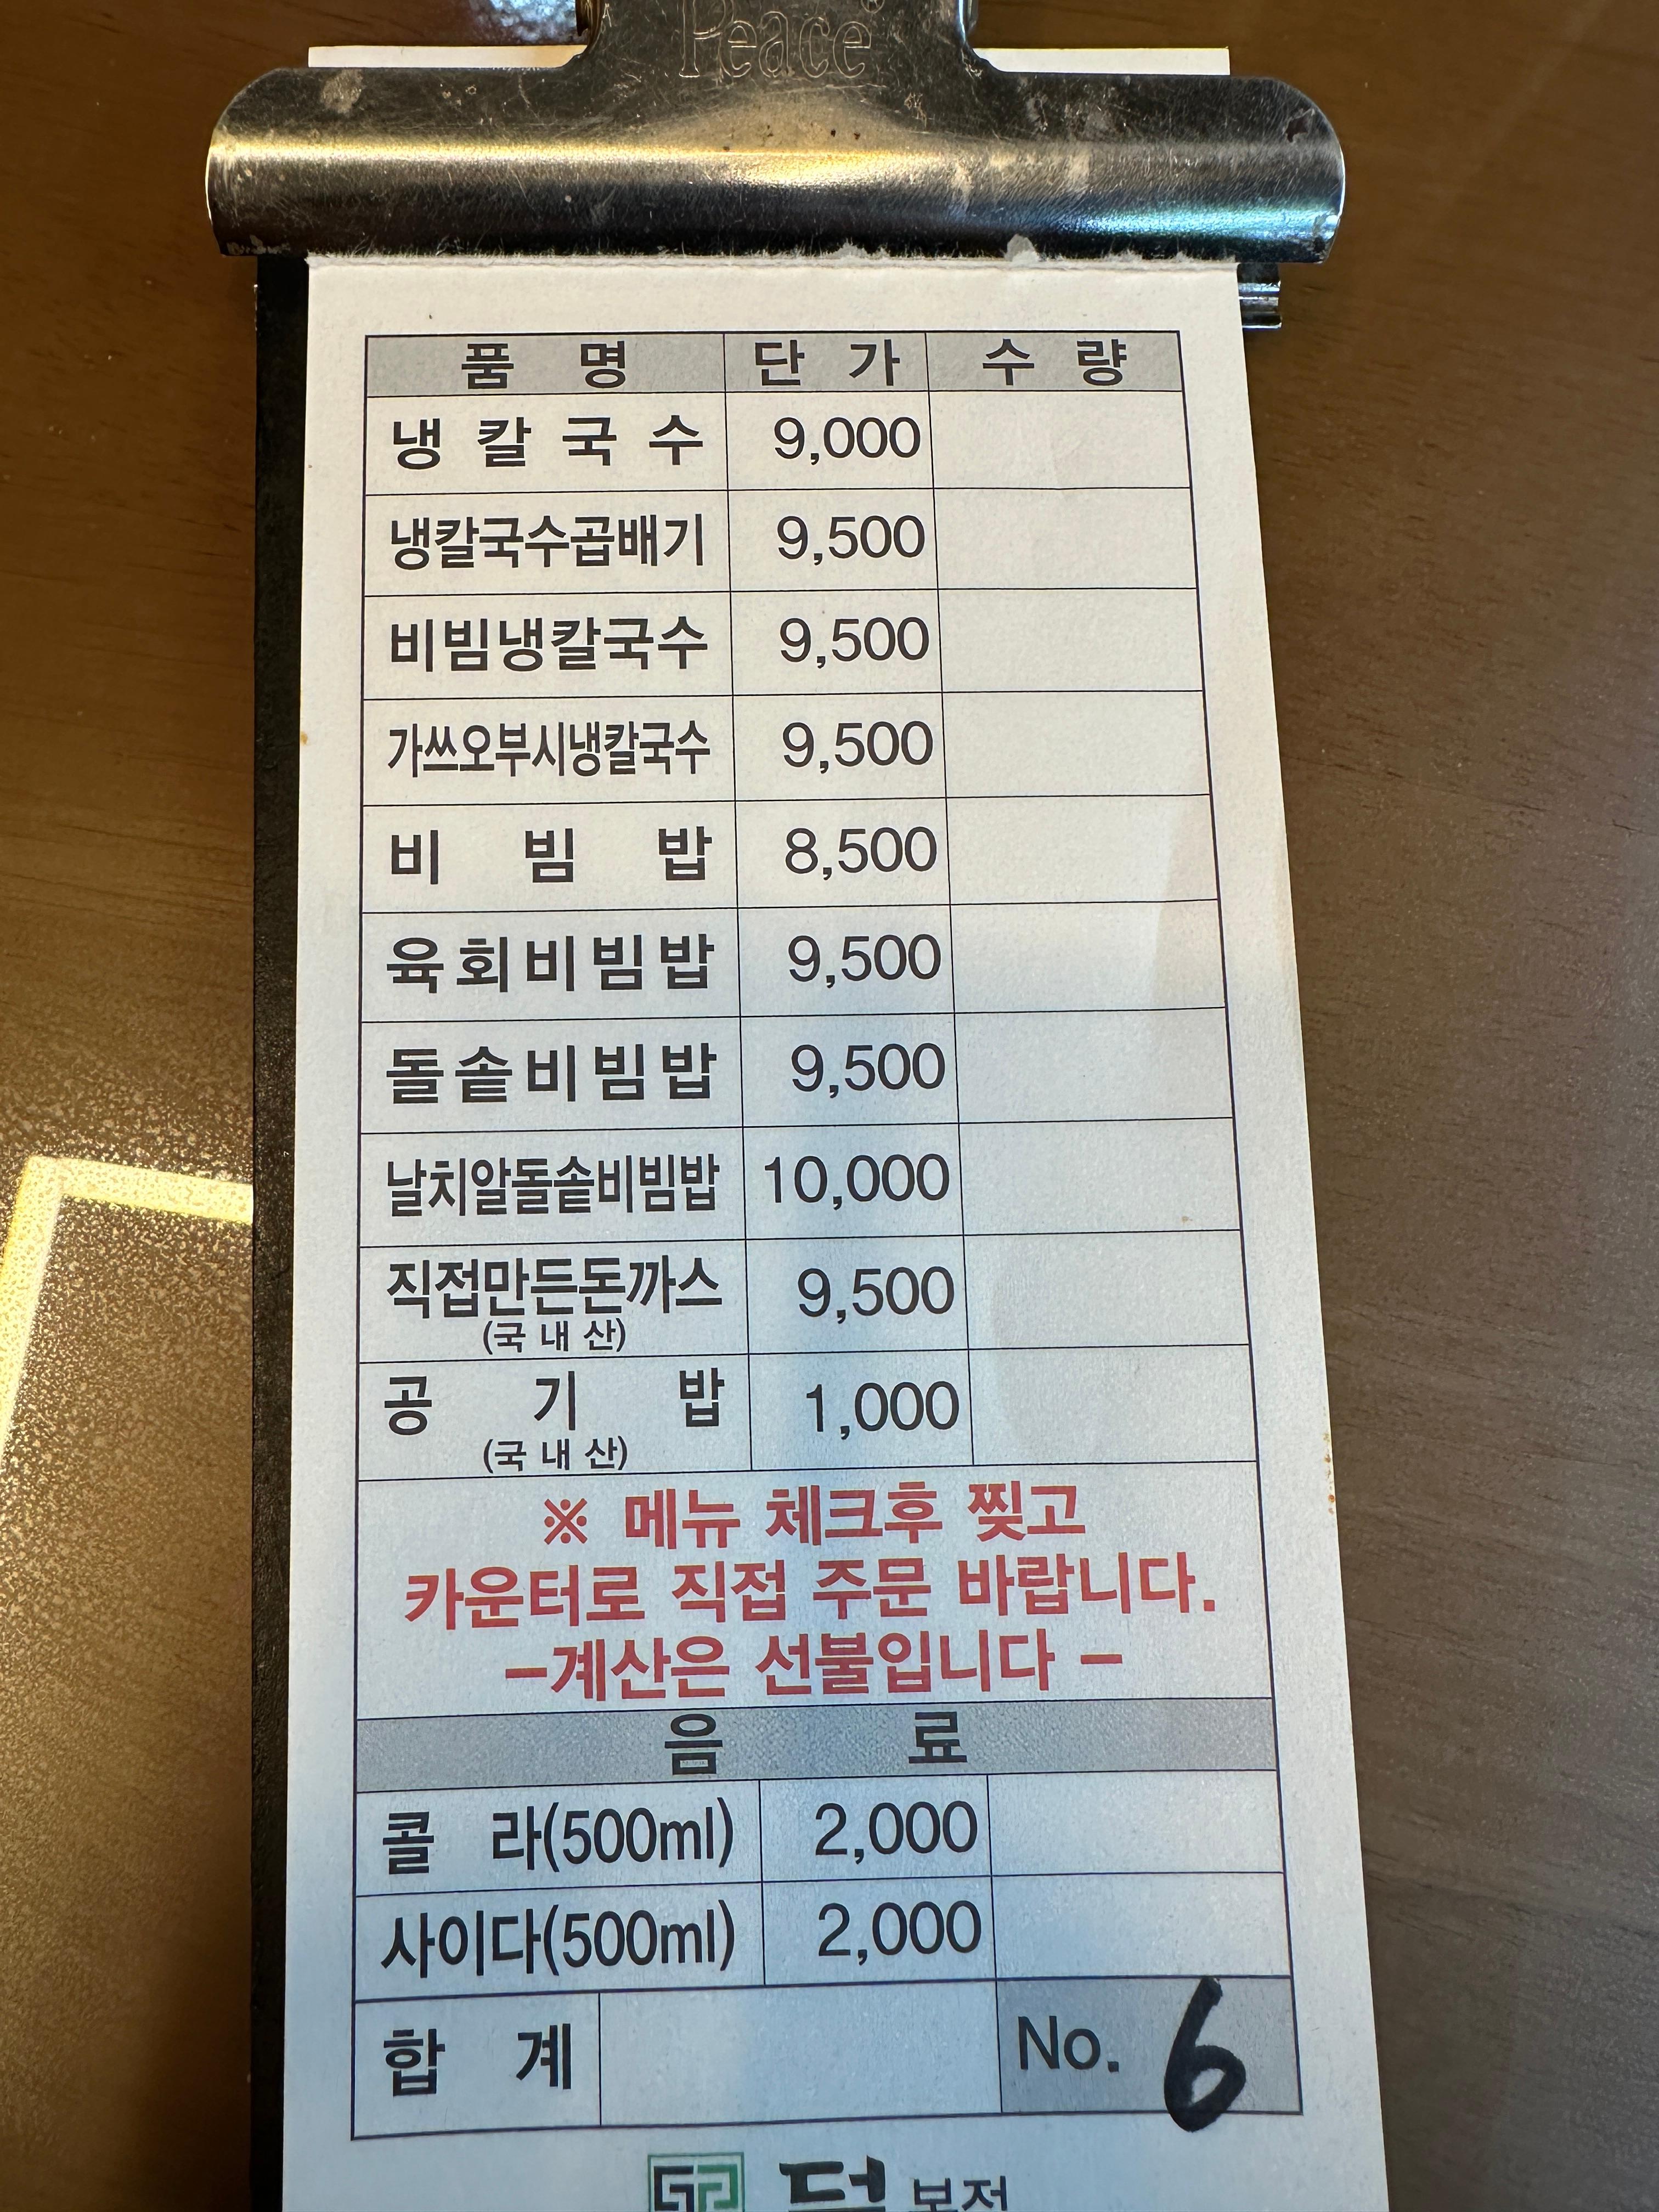 Peace
품 명 단 가 수 량
냉 칼 국 수 9,000
냉칼국수곱배기 9,500
비빔냉칼국수 9,500
가쓰오부시냉칼국수 9,500
비 빔 밥 8,500
육회비빔밥 9,500
돌솥비빔밥 9,500
날치알돌솥비빔밥 10,000
직접만든돈까스 9,500
(국 내 산)
공 기 밥 1,000
(국 내 산)
※ 메뉴 체크후 찢고
카운터로 직접 주문 바랍니다.
-계산은 선불입니다 -
음 료
콜 라(500ml) 2,000
사이다(500ml) 2,000
합 계 No. 6
본점